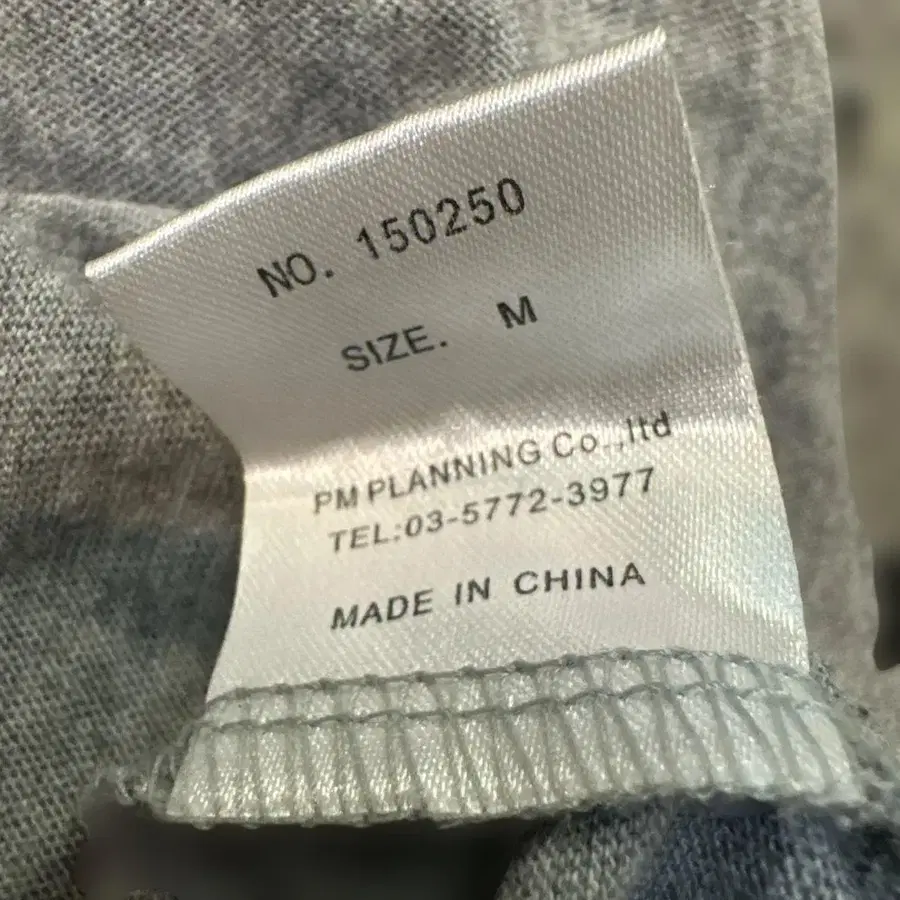 NO. 150250
SIZE. M
PM PLANNING Co.,ltd
TEL:03-5772-3977
MADE IN CHINA